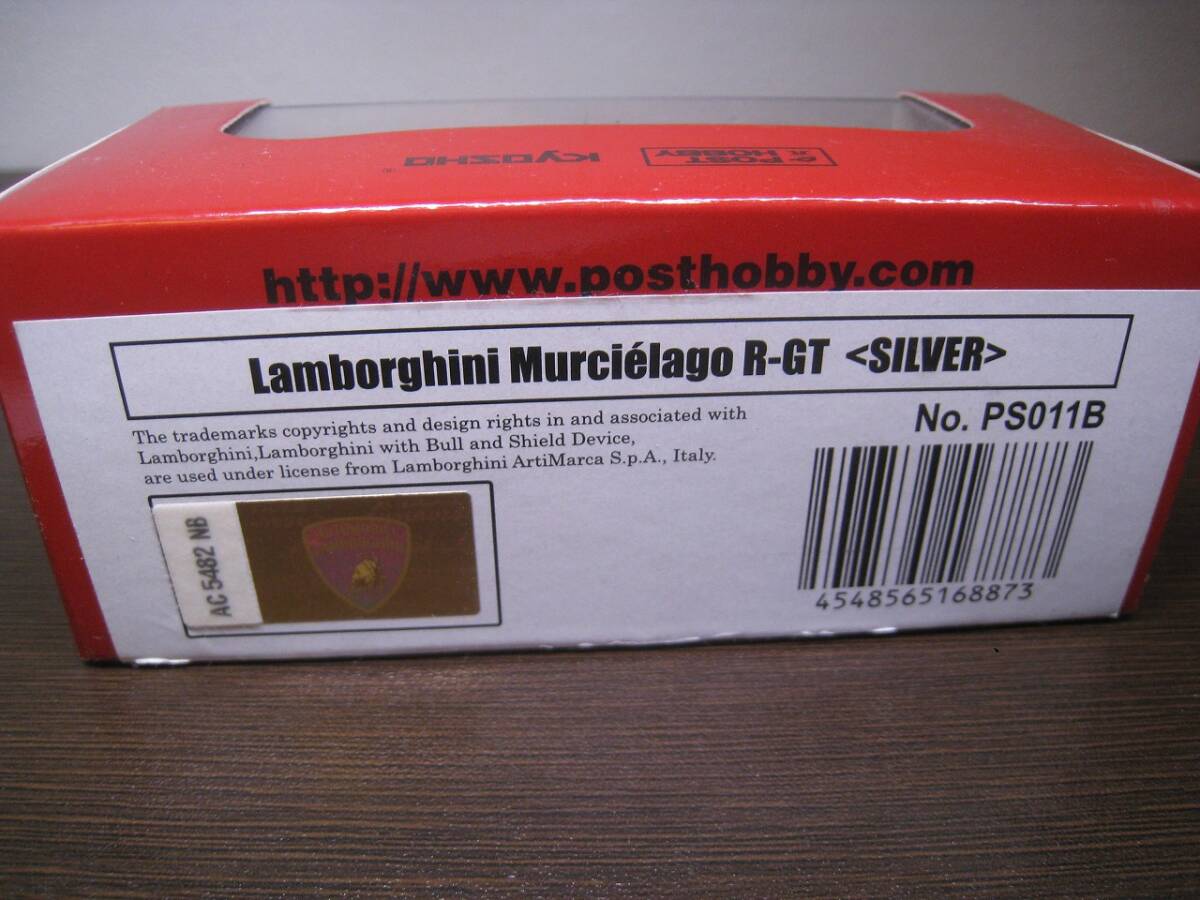 POST HOBBY
KYOSHO
®
http://www.posthobby.com
Lamborghini Murciélago R-GT <SILVER>
No. PS011B
The trademarks copyrights and design rights in and associated with
Lamborghini,Lamborghini with Bull and Shield Device,
are used under license from Lamborghini ArtiMarca S.p.A., Italy.
AC 5482 NB
4548565168873